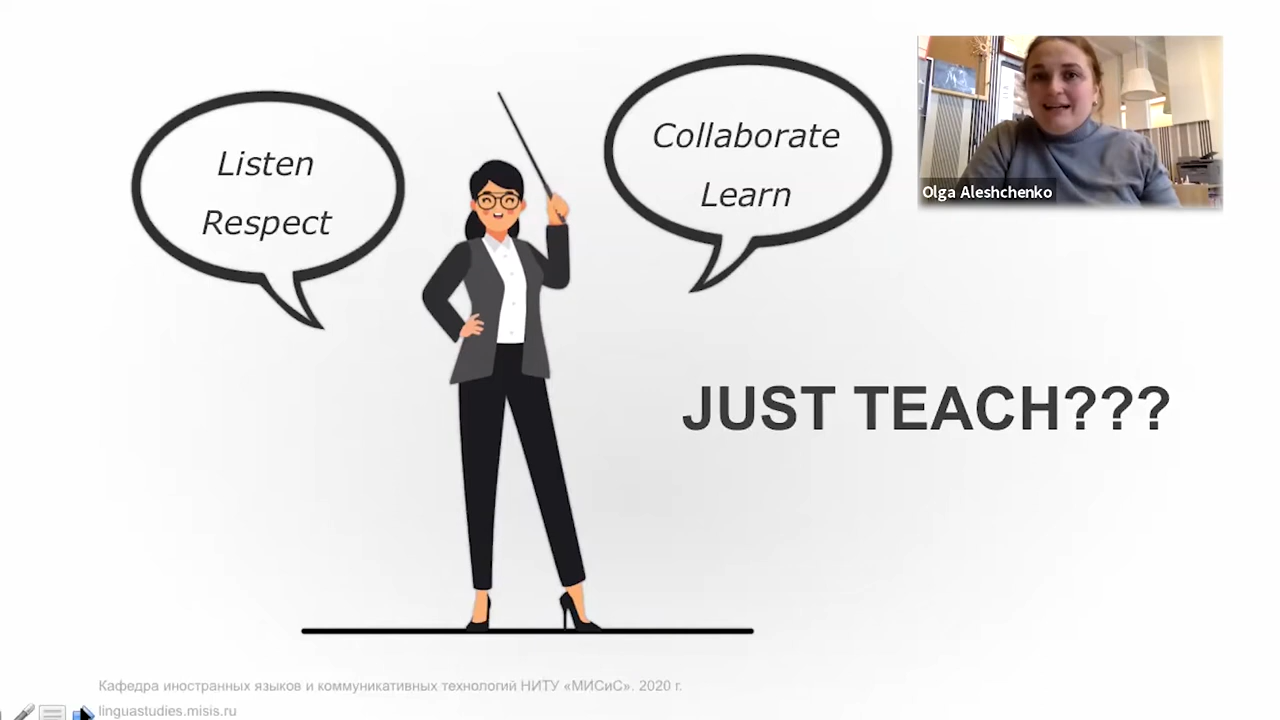 Listen
Respect
Collaborate
Learn
Olga Aleshchenko
JUST TEACH???
Кафедра иностранных языков и коммуникативных технологий НИТУ «МИСиС». 2020 г.
linguastudies.misis.ru